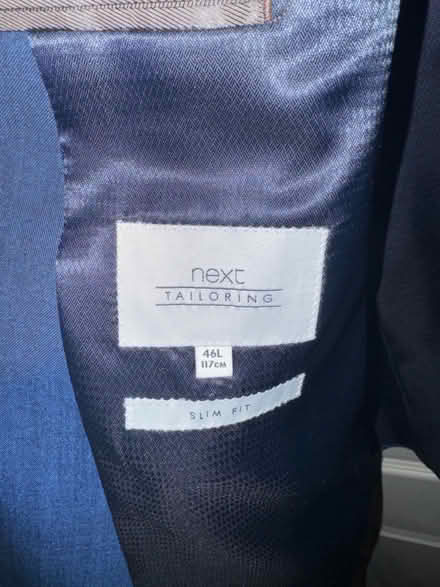 next
TAILORING
46L
117CM
SLIM FIT